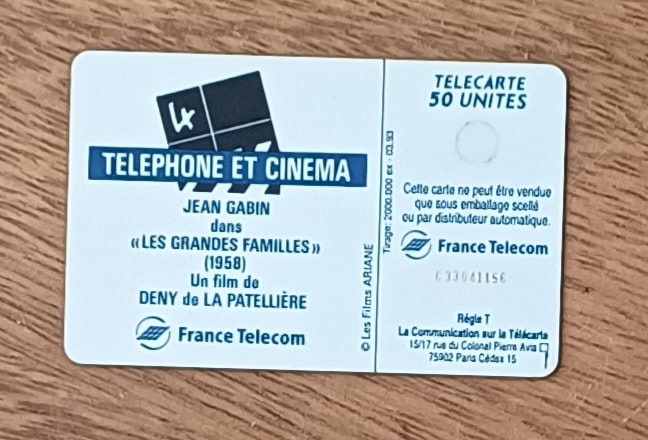 4
TELEPHONE ET CINEMA
JEAN GABIN
dans
«LES GRANDES FAMILLES»
(1958)
Un film de
DENY de LA PATELLIÈRE
France Telecom
© Les Films ARIANE
Tirage: 2000.000 ex - 03.93
TELECARTE
50 UNITES
Cette carte ne peut être vendue
que sous emballage scellé
ou par distributeur automatique.
France Telecom
C33041156
Régie T
La Communication sur la Télécarte
15/17 rue du Colonel Pierre Avia
75902 Paris Cédex 15